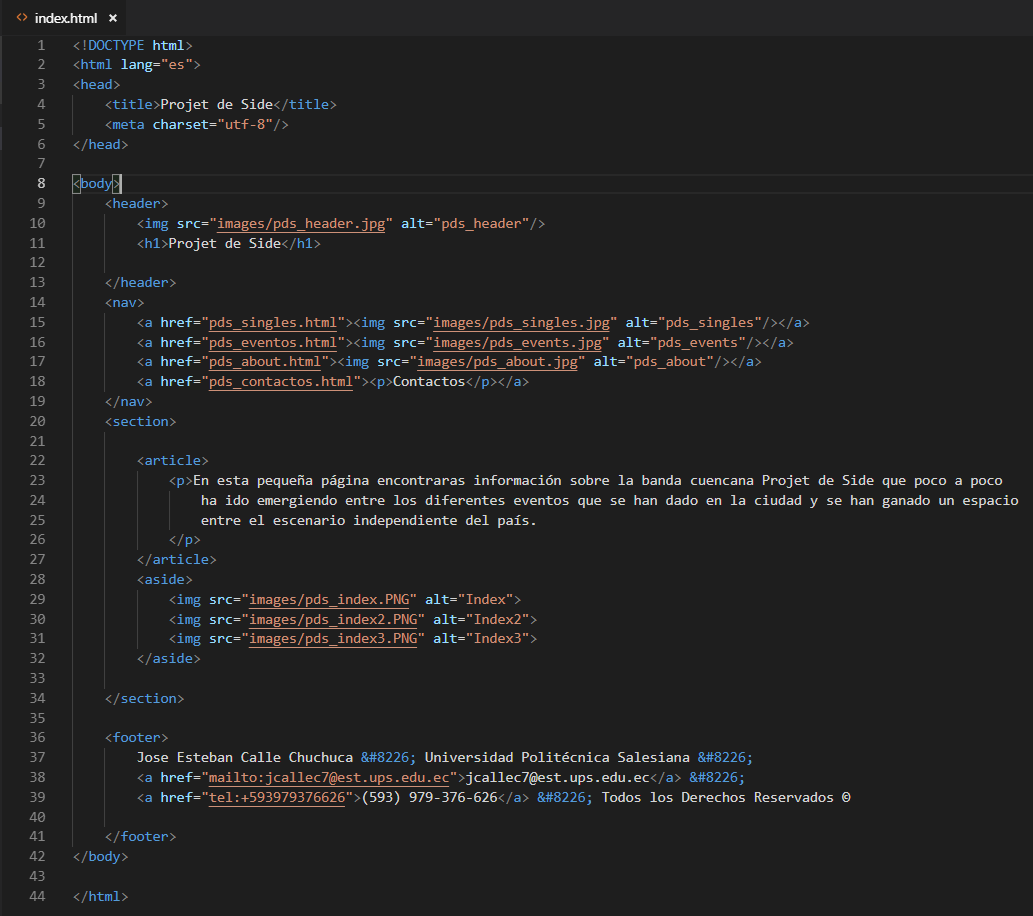 index.html ×
1 <!DOCTYPE html>
2 <html lang="es">
3 <head>
4     <title>Projet de Side</title>
5     <meta charset="utf-8"/>
6 </head>
7
8 <body>
9     <header>
10         <img src="images/pds_header.jpg" alt="pds_header"/>
11         <h1>Projet de Side</h1>
12
13     </header>
14     <nav>
15         <a href="pds_singles.html"><img src="images/pds_singles.jpg" alt="pds_singles"/></a>
16         <a href="pds_eventos.html"><img src="images/pds_events.jpg" alt="pds_events"/></a>
17         <a href="pds_about.html"><img src="images/pds_about.jpg" alt="pds_about"/></a>
18         <a href="pds_contactos.html"><p>Contactos</p></a>
19     </nav>
20     <section>
21
22         <article>
23             <p>En esta pequeña página encontraras información sobre la banda cuencana Projet de Side que poco a poco
24                 ha ido emergiendo entre los diferentes eventos que se han dado en la ciudad y se han ganado un espacio
25                 entre el escenario independiente del país.
26             </p>
27         </article>
28         <aside>
29             <img src="images/pds_index.PNG" alt="Index">
30             <img src="images/pds_index2.PNG" alt="Index2">
31             <img src="images/pds_index3.PNG" alt="Index3">
32         </aside>
33
34     </section>
35
36     <footer>
37         Jose Esteban Calle Chuchuca &#8226; Universidad Politécnica Salesiana &#8226;
38         <a href="mailto:jcallec7@est.ups.edu.ec">jcallec7@est.ups.edu.ec</a> &#8226;
39         <a href="tel:+593979376626">(593) 979-376-626</a> &#8226; Todos los Derechos Reservados ©
40
41     </footer>
42 </body>
43
44 </html>